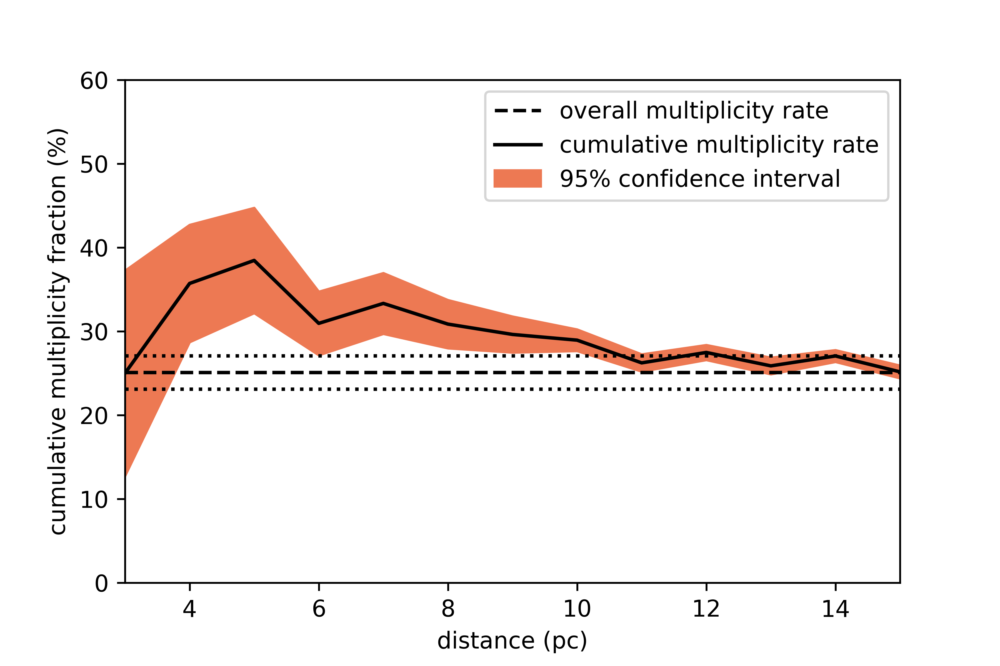 60
50
40
30
20
10
0
cumulative multiplicity fraction (%)
overall multiplicity rate
cumulative multiplicity rate
95% confidence interval
4 6 8 10 12 14
distance (pc)